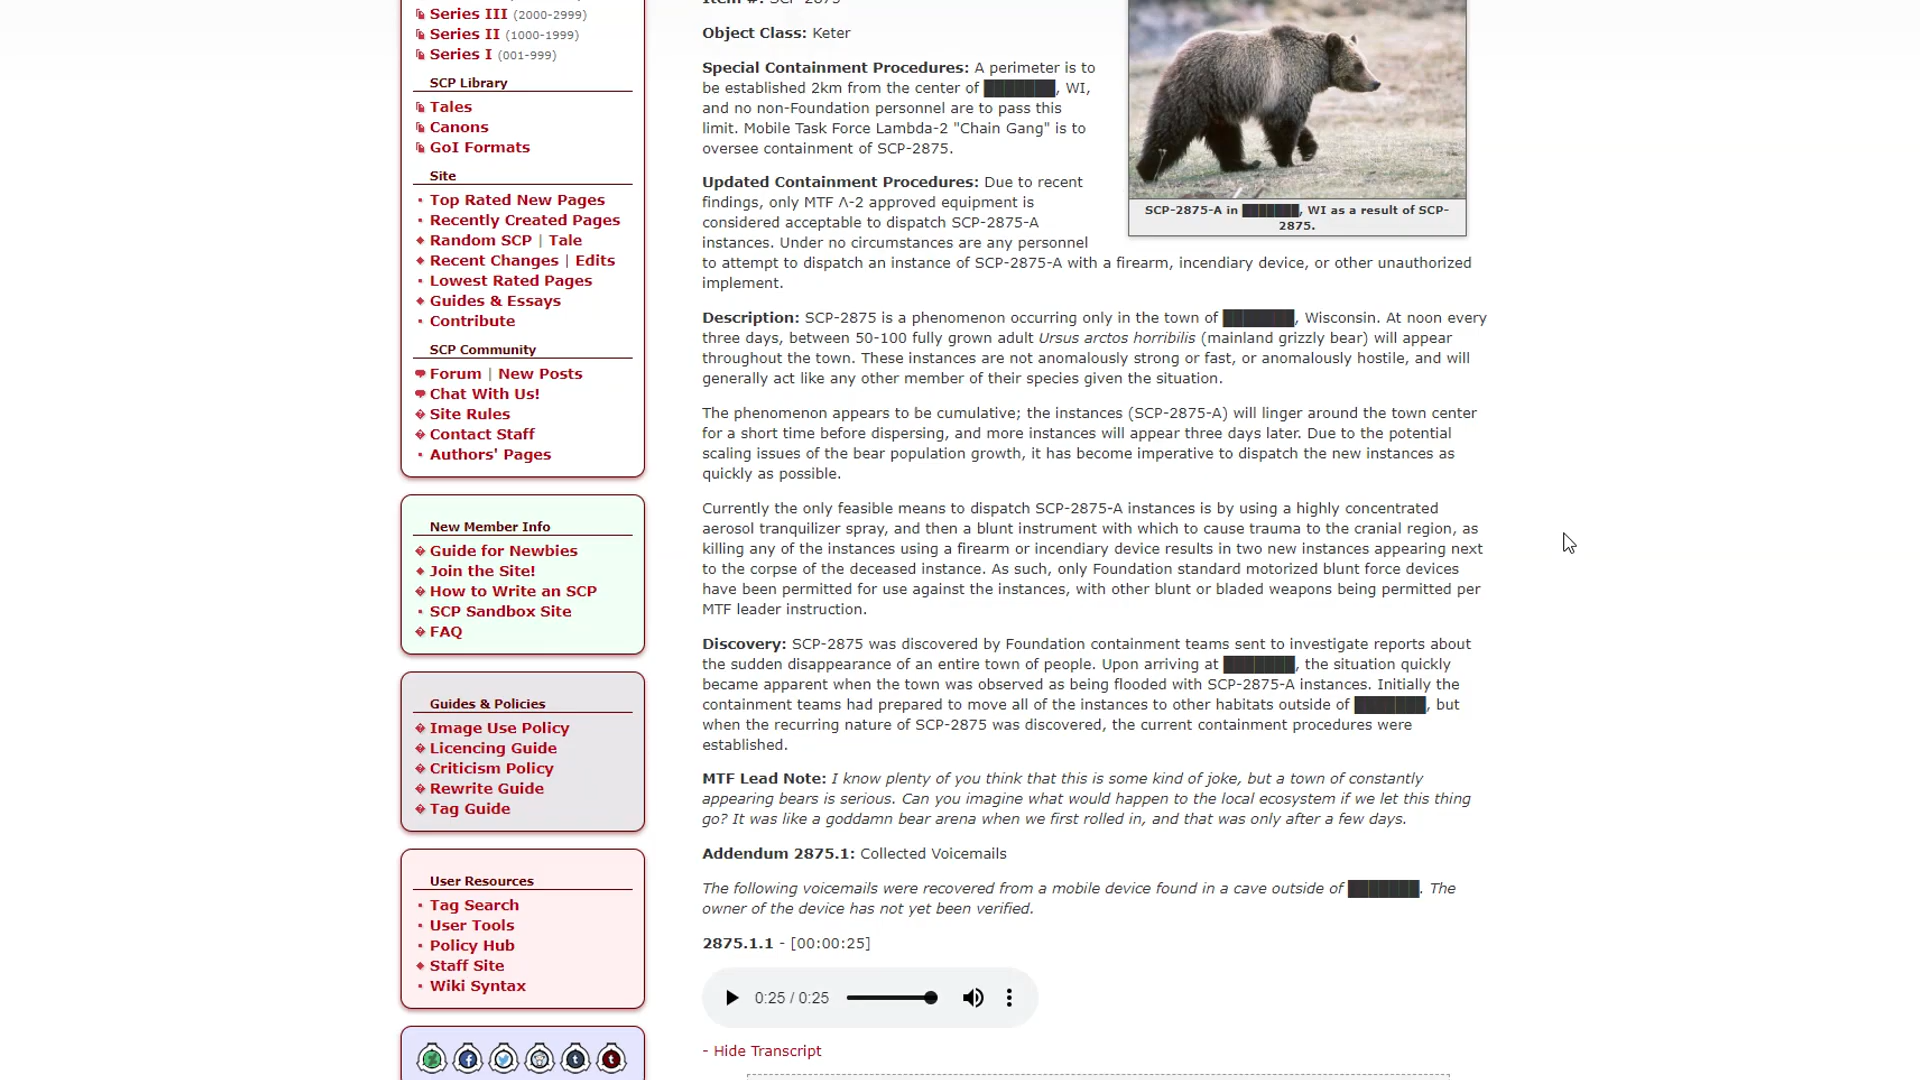 Series III (2000-2999)
Series II (1000-1999)
Series I (001-999)
SCP Library
Tales
Canons
GoI Formats
Site
Top Rated New Pages
Recently Created Pages
Random SCP | Tale
Recent Changes | Edits
Lowest Rated Pages
Guides & Essays
Contribute
SCP Community
Forum | New Posts
Chat With Us!
Site Rules
Contact Staff
Authors' Pages
New Member Info
Guide for Newbies
Join the Site!
How to Write an SCP
SCP Sandbox Site
FAQ
Guides & Policies
Image Use Policy
Licencing Guide
Criticism Policy
Rewrite Guide
Tag Guide
User Resources
Tag Search
User Tools
Policy Hub
Staff Site
Wiki Syntax
Item #: SCP-2875
Object Class: Keter
Special Containment Procedures: A perimeter is to
be established 2km from the center of ███████, WI,
and no non-Foundation personnel are to pass this
limit. Mobile Task Force Lambda-2 "Chain Gang" is to
oversee containment of SCP-2875.
SCP-2875-A in ███████, WI as a result of SCP-
2875.
Updated Containment Procedures: Due to recent
findings, only MTF Λ-2 approved equipment is
considered acceptable to dispatch SCP-2875-A
instances. Under no circumstances are any personnel
to attempt to dispatch an instance of SCP-2875-A with a firearm, incendiary device, or other unauthorized
implement.
Description: SCP-2875 is a phenomenon occurring only in the town of ███████, Wisconsin. At noon every
three days, between 50-100 fully grown adult Ursus arctos horribilis (mainland grizzly bear) will appear
throughout the town. These instances are not anomalously strong or fast, or anomalously hostile, and will
generally act like any other member of their species given the situation.
The phenomenon appears to be cumulative; the instances (SCP-2875-A) will linger around the town center
for a short time before dispersing, and more instances will appear three days later. Due to the potential
scaling issues of the bear population growth, it has become imperative to dispatch the new instances as
quickly as possible.
Currently the only feasible means to dispatch SCP-2875-A instances is by using a highly concentrated
aerosol tranquilizer spray, and then a blunt instrument with which to cause trauma to the cranial region, as
killing any of the instances using a firearm or incendiary device results in two new instances appearing next
to the corpse of the deceased instance. As such, only Foundation standard motorized blunt force devices
have been permitted for use against the instances, with other blunt or bladed weapons being permitted per
MTF leader instruction.
Discovery: SCP-2875 was discovered by Foundation containment teams sent to investigate reports about
the sudden disappearance of an entire town of people. Upon arriving at ███████, the situation quickly
became apparent when the town was observed as being flooded with SCP-2875-A instances. Initially the
containment teams had prepared to move all of the instances to other habitats outside of ███████, but
when the recurring nature of SCP-2875 was discovered, the current containment procedures were
established.
MTF Lead Note: I know plenty of you think that this is some kind of joke, but a town of constantly
appearing bears is serious. Can you imagine what would happen to the local ecosystem if we let this thing
go? It was like a goddamn bear arena when we first rolled in, and that was only after a few days.
Addendum 2875.1: Collected Voicemails
The following voicemails were recovered from a mobile device found in a cave outside of ███████. The
owner of the device has not yet been verified.
2875.1.1 - [00:00:25]
0:25 / 0:25
- Hide Transcript